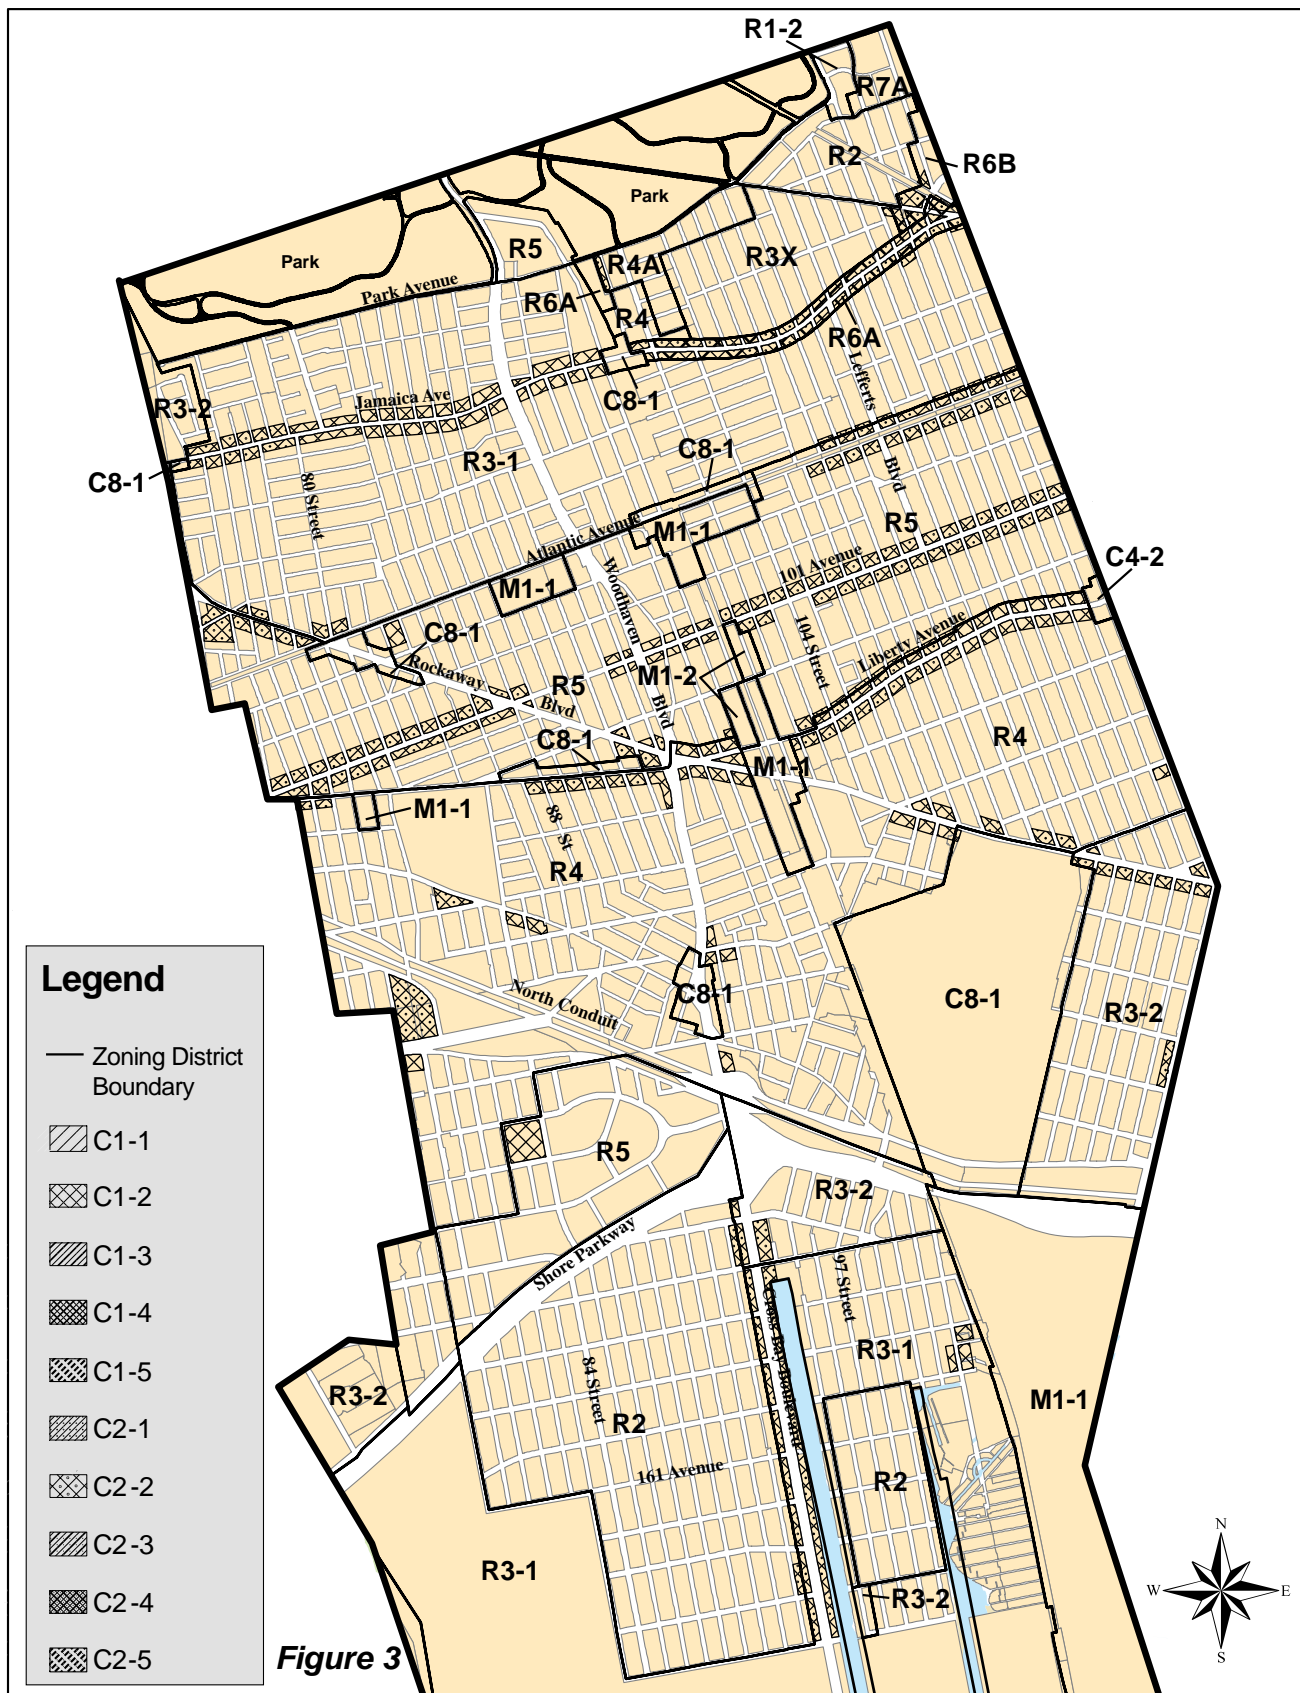 R1-2
R7A
R2
R6B
Park
Park
R5
R4A
R3X
Park Avenue
R6A
R4
R6A
Lefferts
Jamaica Ave
C8-1
R3-2
C8-1
R3-1
C8-1
80 Street
Blvd
R5
Atlantic Avenue
M1-1
101 Avenue
C4-2
M1-1
Woodhaven
C8-1
104 Street
Liberty Avenue
Rockaway
R5
M1-2
Blvd
Blvd
C8-1
R4
M1-1
M1-1
88 St
R4
Legend
Zoning District
Boundary
C1-1
C1-2
C1-3
C1-4
C1-5
C2-1
C2-2
C2-3
C2-4
C2-5
North Conduit
C8-1
C8-1
R3-2
R5
R3-2
Shore Parkway
97 Street
Cross Bay Boulevard
R3-1
84 Street
R3-2
R2
M1-1
161 Avenue
R2
R3-1
R3-2
N
W
E
S
Figure 3